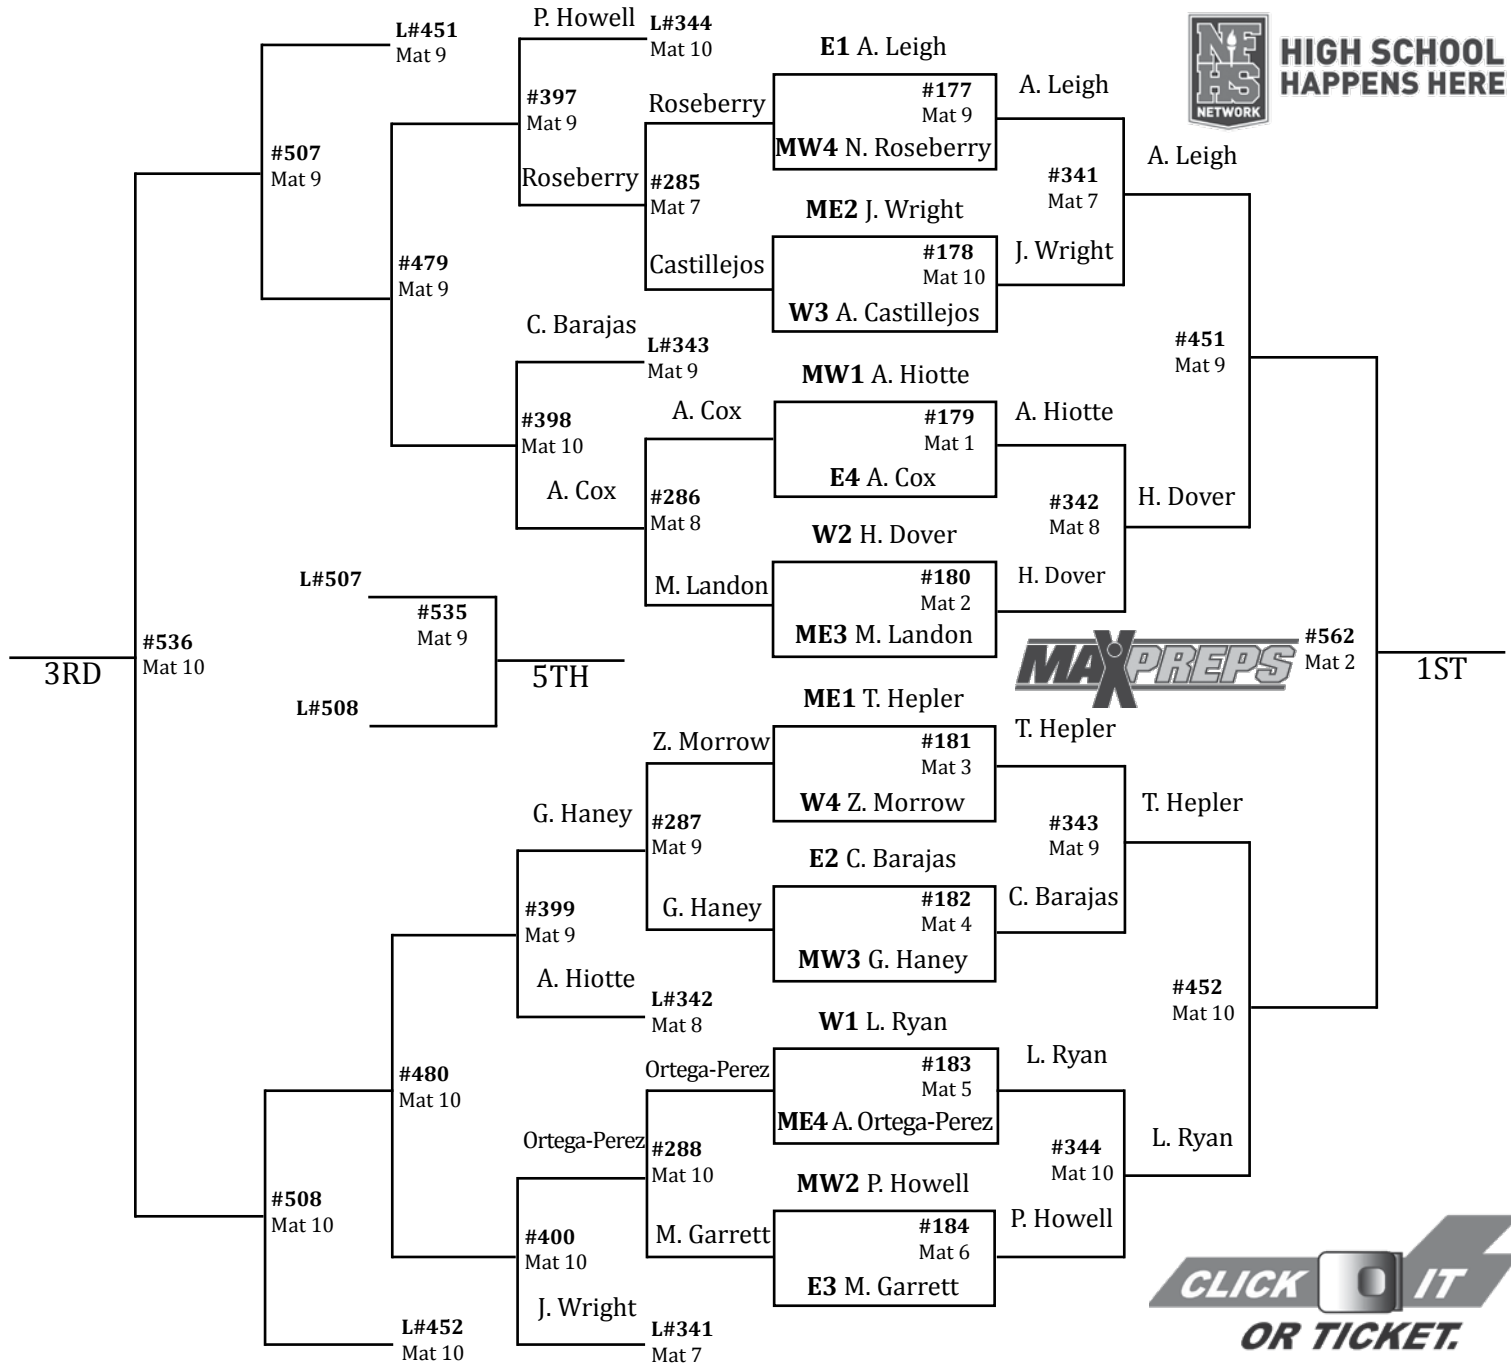 P. Howell
L#344
Mat 10
L#451
Mat 9
E1 A. Leigh
NFHS
NETWORK
HIGH SCHOOL
HAPPENS HERE
#397
Mat 9
Roseberry
#177
Mat 9
A. Leigh
MW4 N. Roseberry
A. Leigh
#507
Mat 9
Roseberry
#285
Mat 7
#341
Mat 7
ME2 J. Wright
#479
Mat 9
Castillejos
#178
Mat 10
J. Wright
W3 A. Castillejos
C. Barajas
L#343
Mat 9
#451
Mat 9
MW1 A. Hiotte
A. Cox
#179
Mat 1
A. Hiotte
#398
Mat 10
E4 A. Cox
A. Cox
#286
Mat 8
#342
Mat 8
H. Dover
W2 H. Dover
L#507
M. Landon
#180
Mat 2
H. Dover
#535
Mat 9
ME3 M. Landon
#536
Mat 10
MAXPREPS
#562
Mat 2
3RD
5TH
1ST
L#508
ME1 T. Hepler
Z. Morrow
#181
Mat 3
T. Hepler
G. Haney
#287
Mat 9
W4 Z. Morrow
#343
Mat 9
T. Hepler
E2 C. Barajas
#399
Mat 9
G. Haney
#182
Mat 4
C. Barajas
MW3 G. Haney
A. Hiotte
L#342
Mat 8
#452
Mat 10
W1 L. Ryan
#480
Mat 10
Ortega-Perez
#183
Mat 5
L. Ryan
ME4 A. Ortega-Perez
Ortega-Perez
#288
Mat 10
#344
Mat 10
L. Ryan
MW2 P. Howell
#508
Mat 10
#400
Mat 10
M. Garrett
#184
Mat 6
P. Howell
E3 M. Garrett
J. Wright
L#452
Mat 10
L#341
Mat 7
CLICK IT
OR TICKET.